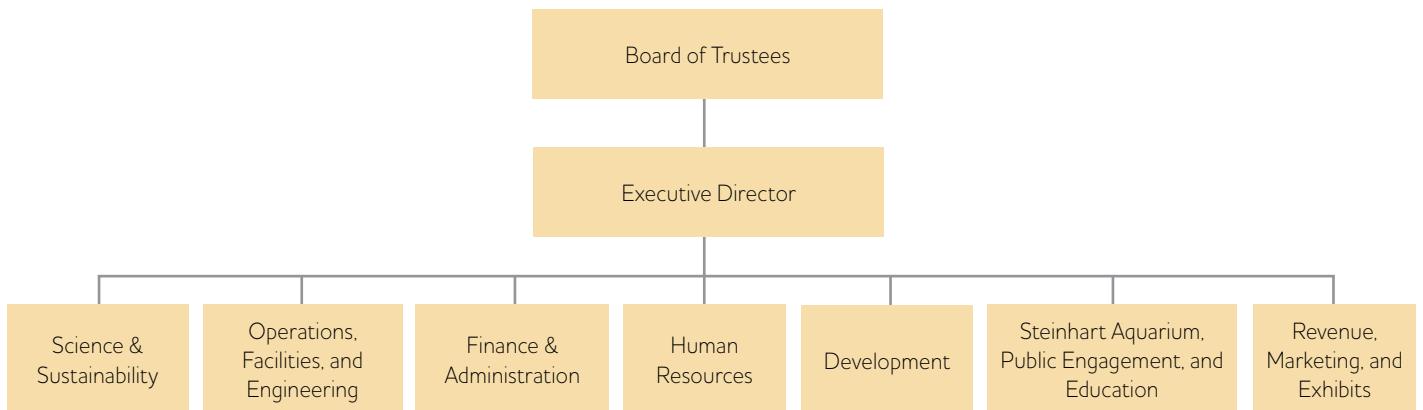 Board of Trustees
Executive Director
Science &
Sustainability
Operations,
Facilities, and
Engineering
Finance &
Administration
Human
Resources
Development
Steinhart Aquarium,
Public Engagement, and
Education
Revenue,
Marketing, and
Exhibits